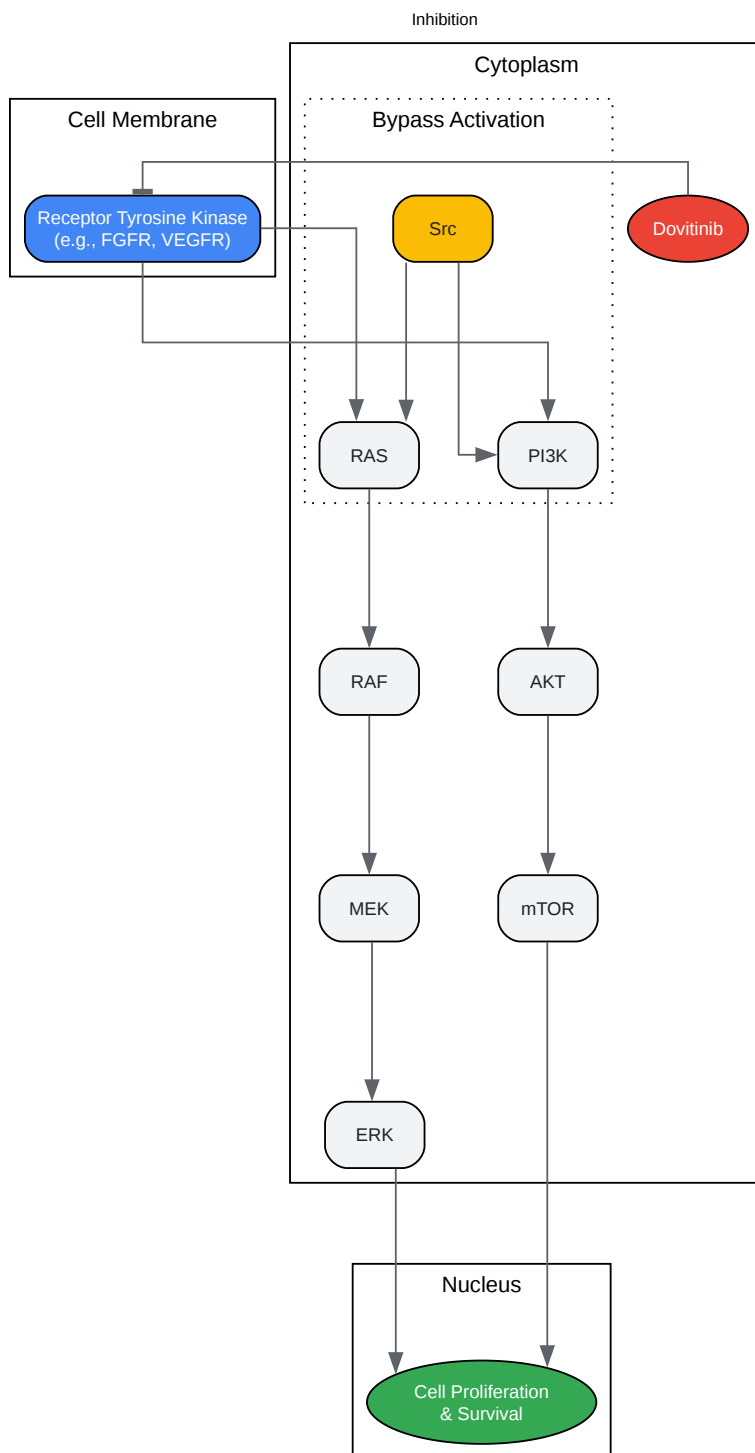 Inhibition
Cytoplasm
Cell Membrane
Bypass Activation
Receptor Tyrosine Kinase
(e.g., FGFR, VEGFR)
Src
Dovitinib
RAS
PI3K
RAF
AKT
MEK
mTOR
ERK
Nucleus
Cell Proliferation
& Survival